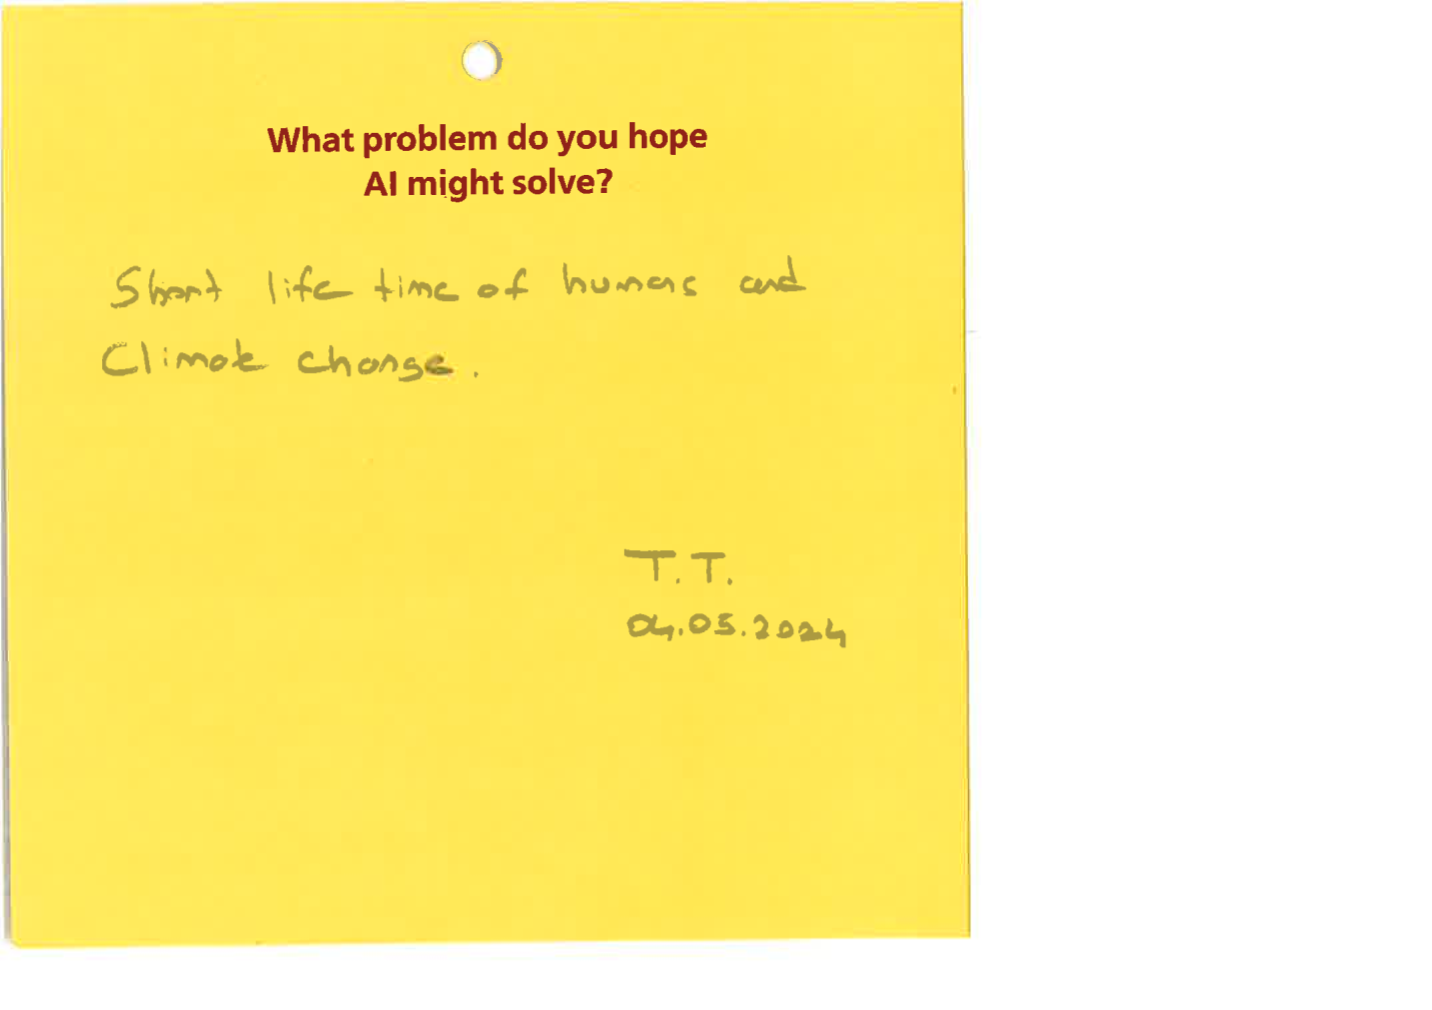 What problem do you hope
AI might solve?
Short life time of humans and
Climate change.
T.T.
04.05.2024